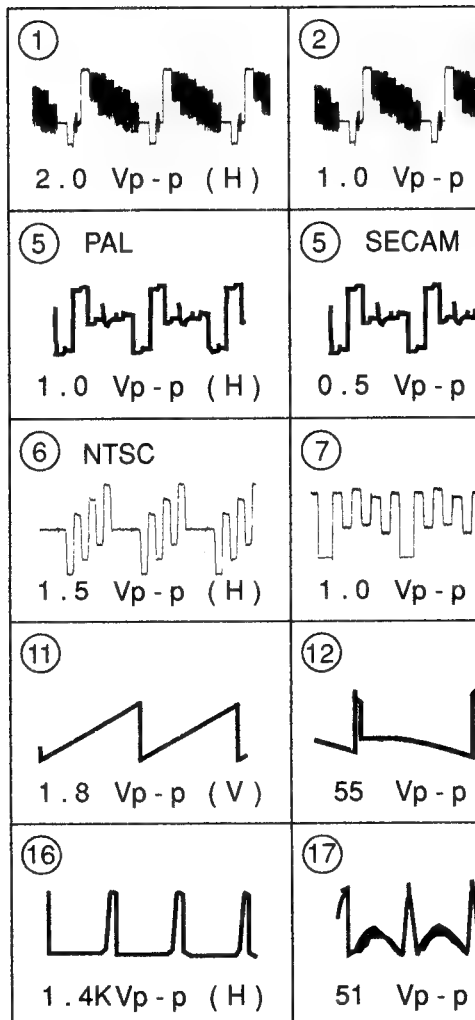 1 2
2.0 Vp-p (H) 1.0 Vp-p
5 PAL 5 SECAM
1.0 Vp-p (H) 0.5 Vp-p
6 NTSC 7
1.5 Vp-p (H) 1.0 Vp-p
11 12
1.8 Vp-p (V) 55 Vp-p
16 17
1.4KVp-p (H) 51 Vp-p